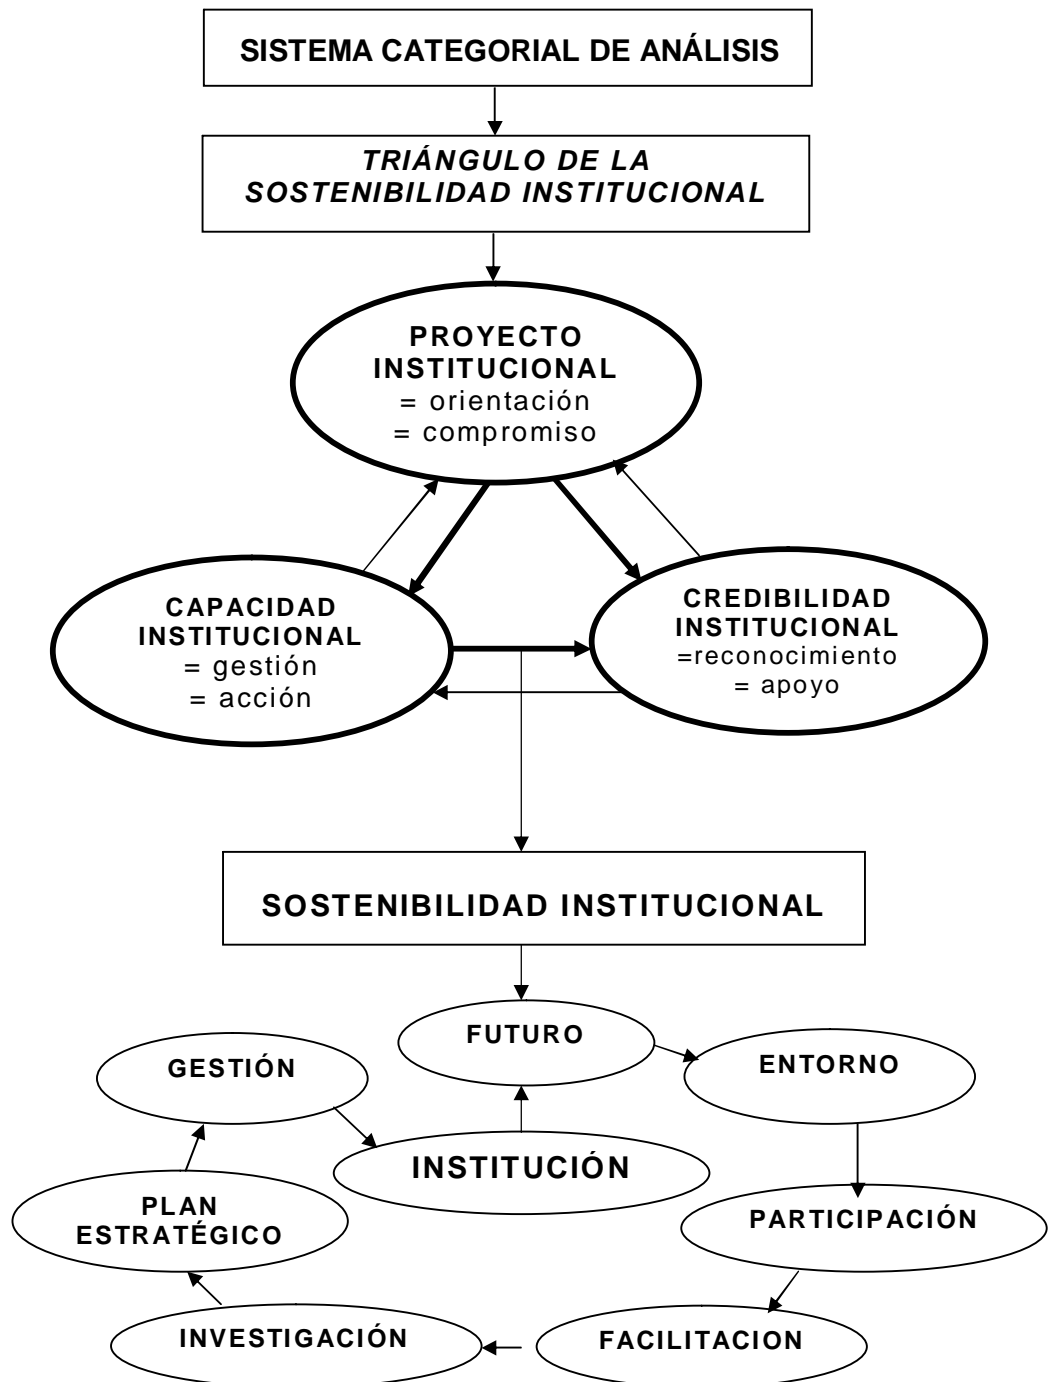 SISTEMA CATEGORIAL DE ANÁLISIS
TRIÁNGULO DE LA
SOSTENIBILIDAD INSTITUCIONAL
PROYECTO
INSTITUCIONAL
= orientación
= compromiso
CAPACIDAD
INSTITUCIONAL
= gestión
= acción
CREDIBILIDAD
INSTITUCIONAL
=reconocimiento
= apoyo
SOSTENIBILIDAD INSTITUCIONAL
FUTURO
GESTIÓN
ENTORNO
INSTITUCIÓN
PLAN
ESTRATÉGICO
PARTICIPACIÓN
INVESTIGACIÓN
FACILITACION